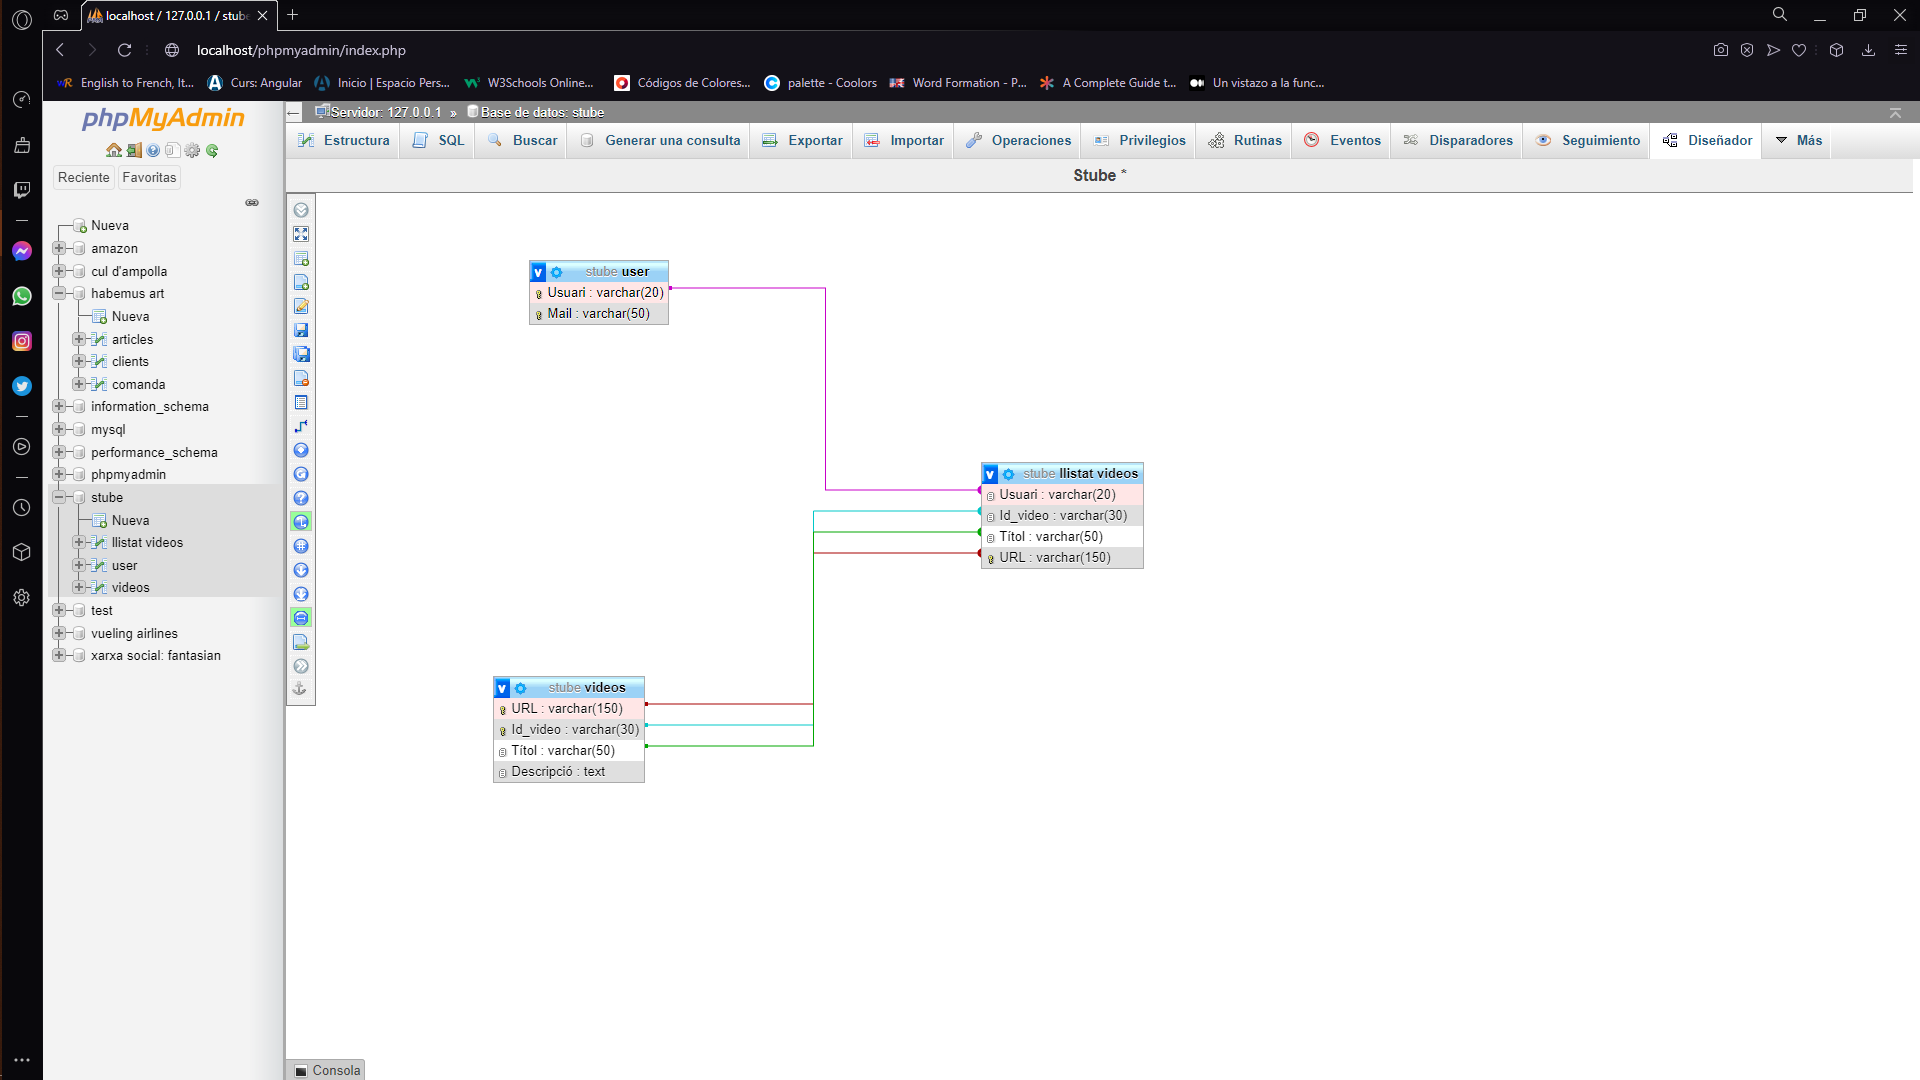 localhost / 127.0.0.1 / stube
localhost/phpmyadmin/index.php
English to French, It...
Curs: Angular
Inicio | Espacio Pers...
W3Schools Online...
Códigos de Colores...
palette - Coolors
Word Formation - P...
A Complete Guide t...
Un vistazo a la func...
phpMyAdmin
Reciente
Favoritas
Nueva
amazon
cul d'ampolla
habemus art
Nueva
articles
clients
comanda
information_schema
mysql
performance_schema
phpmyadmin
stube
Nueva
llistat videos
user
videos
test
vueling airlines
xarxa social: fantasian
Servidor: 127.0.0.1 » Base de datos: stube
Estructura
SQL
Buscar
Generar una consulta
Exportar
Importar
Operaciones
Privilegios
Rutinas
Eventos
Disparadores
Seguimiento
Diseñador
Más
Stube *
v stube user
Usuari : varchar(20)
Mail : varchar(50)
v stube llistat videos
Usuari : varchar(20)
Id_video : varchar(30)
Títol : varchar(50)
URL : varchar(150)
v stube videos
URL : varchar(150)
Id_video : varchar(30)
Títol : varchar(50)
Descripció : text
Consola